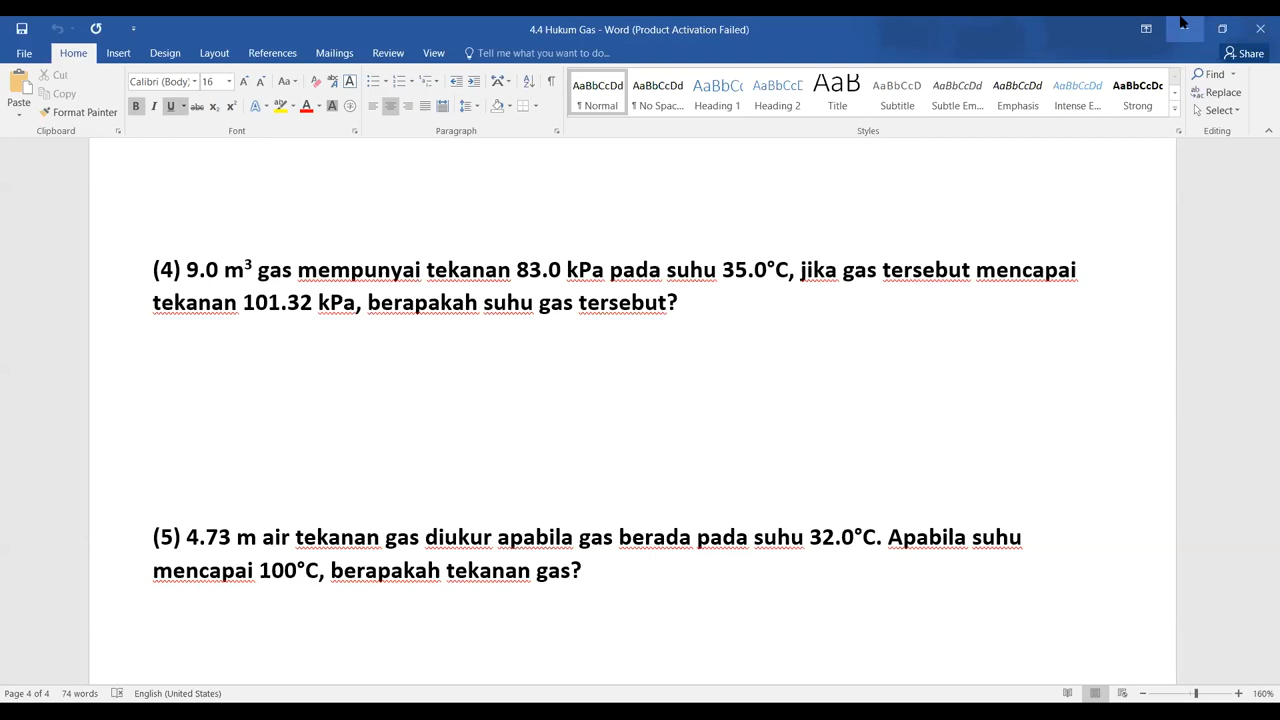 4.4 Hukum Gas - Word (Product Activation Failed)
File Home Insert Design Layout References Mailings Review View Tell me what you want to do... Share
Paste Cut Copy Format Painter
Calibri (Body) 16
AaBbCcDd AaBbCcDd AaBbC( AaBbCcD AaB AaBbCcD AaBbCcDd AaBbCcDd AaBbCcDd AaBbCcDc
¶ Normal ¶ No Spac... Heading 1 Heading 2 Title Subtitle Subtle Em... Emphasis Intense E... Strong
Find Replace Select
Clipboard Font Paragraph Styles Editing
(4) 9.0 m³ gas mempunyai tekanan 83.0 kPa pada suhu 35.0°C, jika gas tersebut mencapai
tekanan 101.32 kPa, berapakah suhu gas tersebut?
(5) 4.73 m air tekanan gas diukur apabila gas berada pada suhu 32.0°C. Apabila suhu
mencapai 100°C, berapakah tekanan gas?
Page 4 of 4 74 words English (United States) 160%